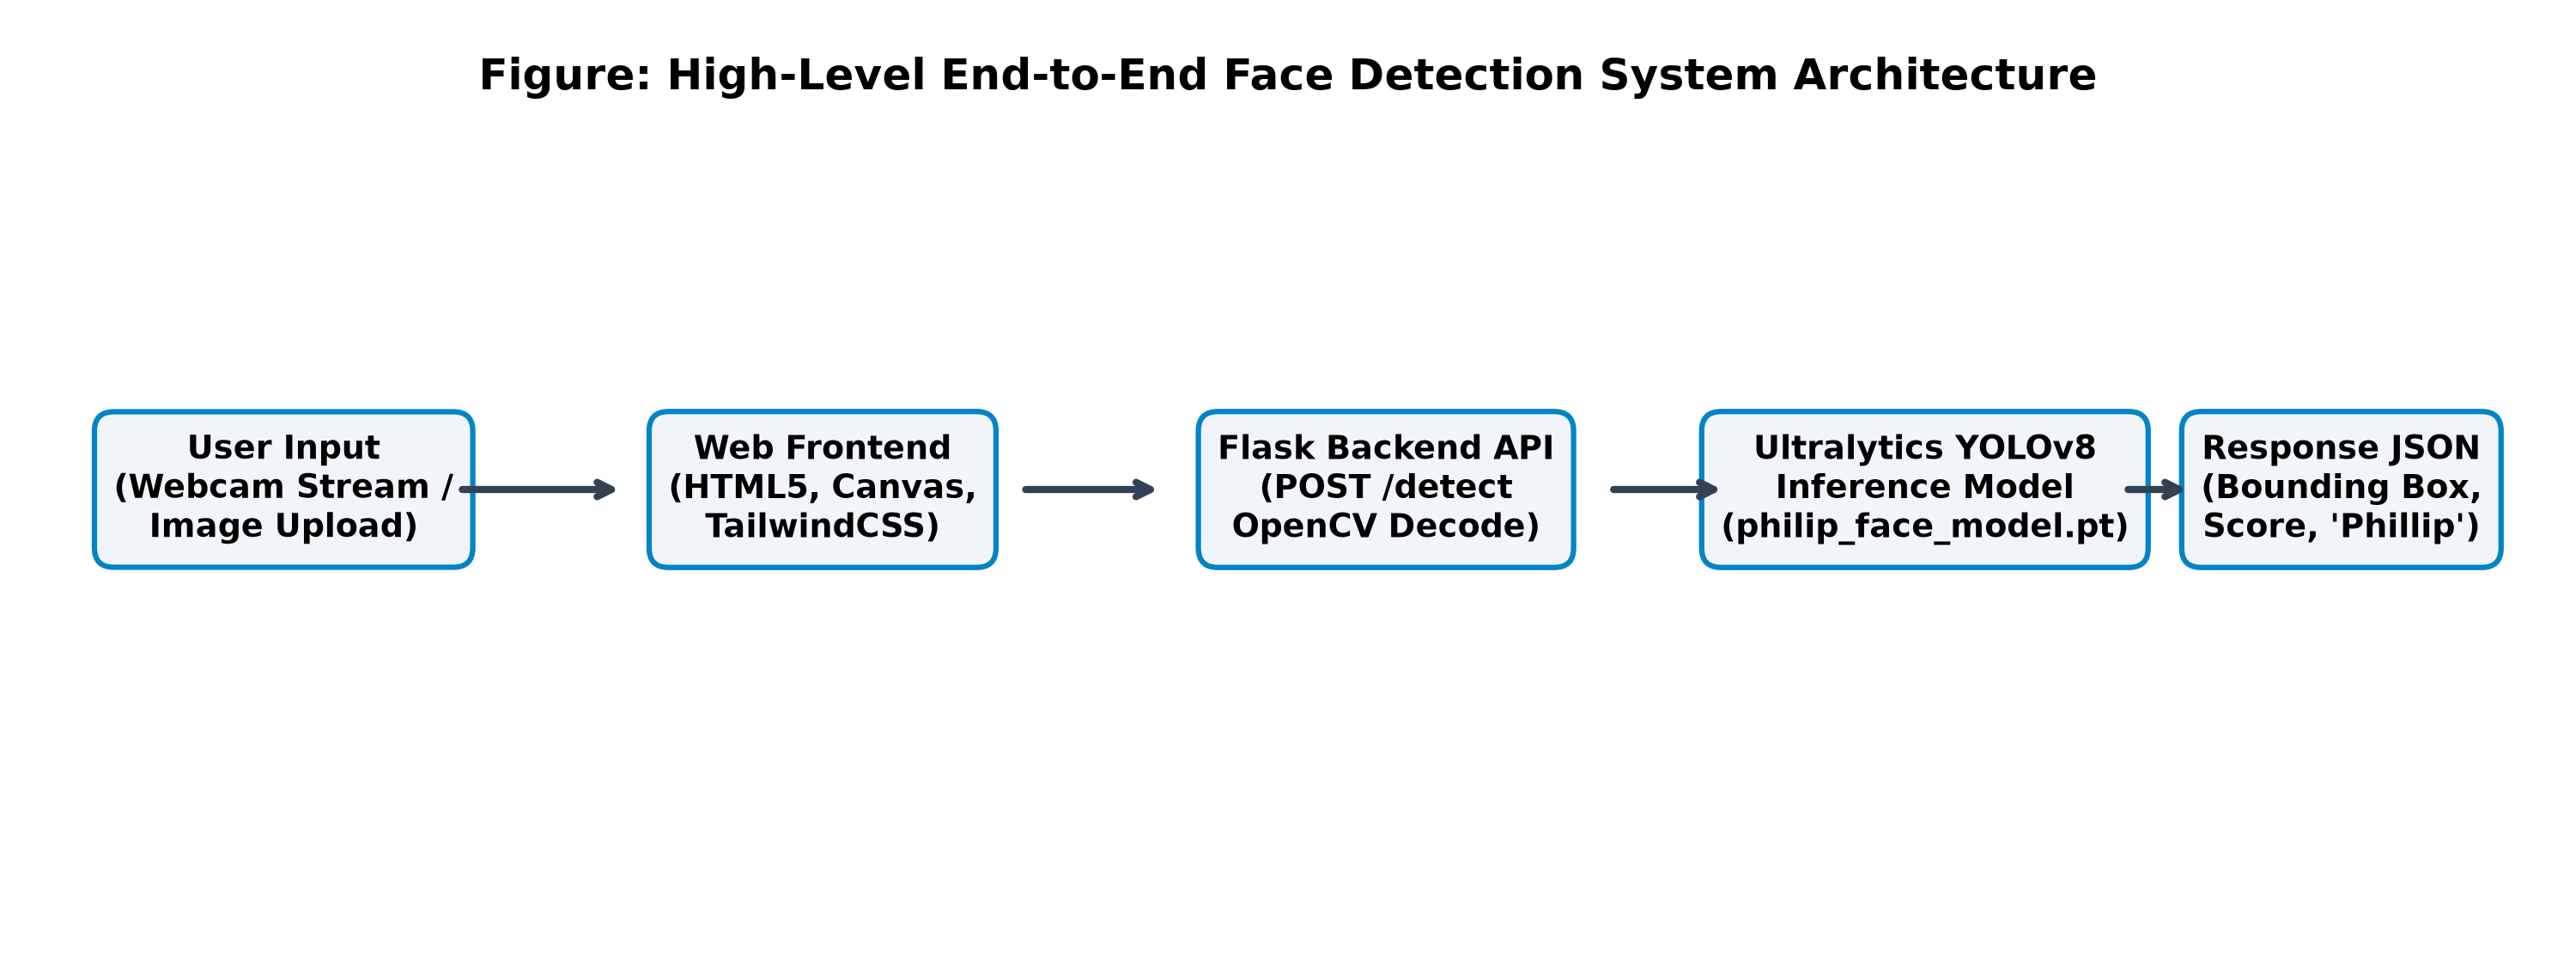 Figure: High-Level End-to-End Face Detection System Architecture
User Input
(Webcam Stream /
Image Upload)
Web Frontend
(HTML5, Canvas,
TailwindCSS)
Flask Backend API
(POST /detect
OpenCV Decode)
Ultralytics YOLOv8
Inference Model
(philip_face_model.pt)
Response JSON
(Bounding Box,
Score, 'Phillip')